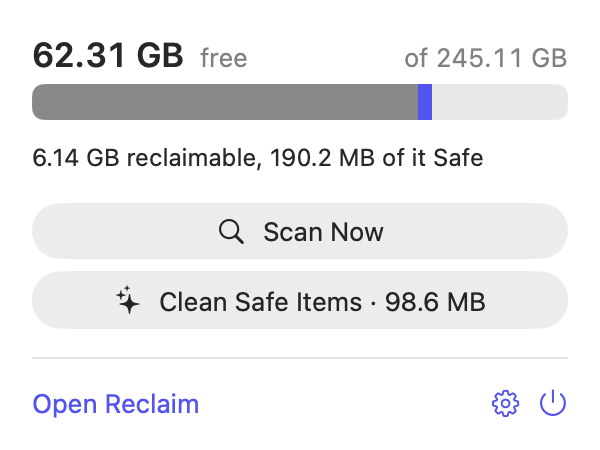 62.31 GB free of 245.11 GB
6.14 GB reclaimable, 190.2 MB of it Safe
Scan Now
Clean Safe Items · 98.6 MB
Open Reclaim